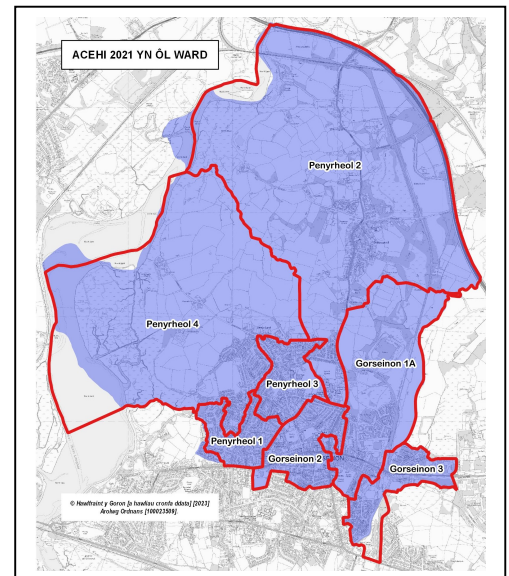 ACEHI 2021 YN ÔL WARD
Penyrheol 2
Penyrheol 4
Gorseinon 1A
Penyrheol 3
Penyrheol 1
Gorseinon 2
Gorseinon 3
© Hawlfraint y Goron [a hawliau cronfa ddata] [2023]
Arolwg Ordnans [100023509]